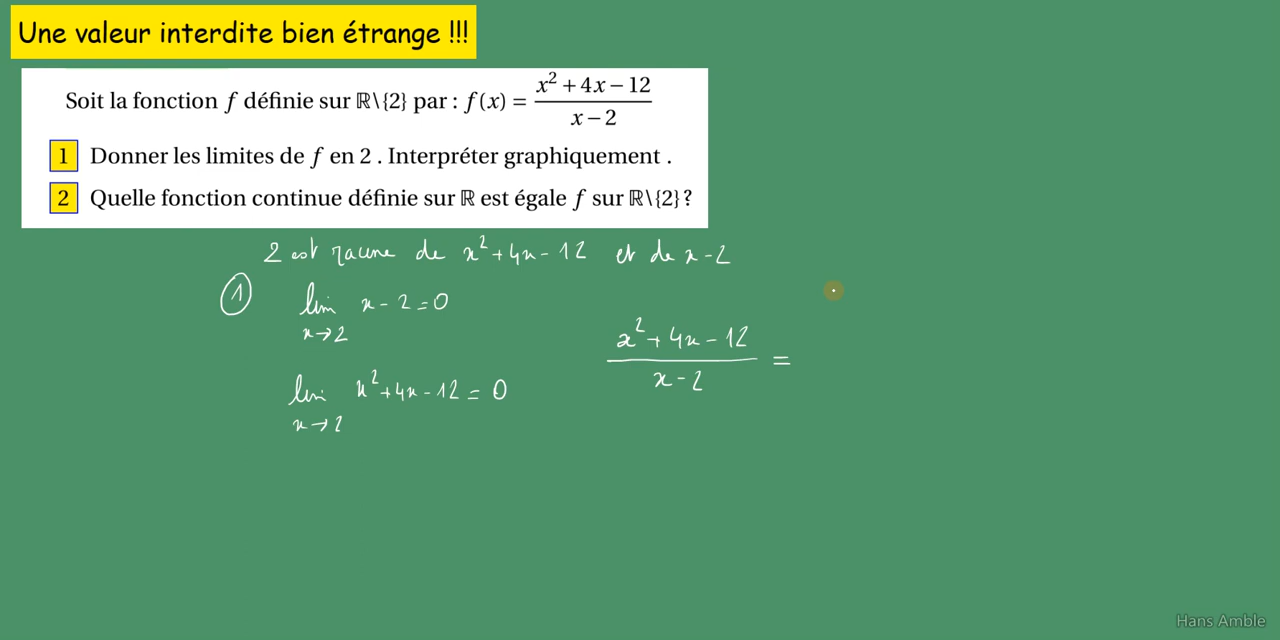 Une valeur interdite bien étrange !!!
Soit la fonction f définie sur ℝ\{2} par : f(x) = (x² + 4x − 12)/(x − 2)
1 Donner les limites de f en 2 . Interpréter graphiquement .
2 Quelle fonction continue définie sur ℝ est égale f sur ℝ\{2} ?
2 est racine de x² + 4x − 12 et de x − 2
① lim x→2 x − 2 = 0
(x² + 4x − 12)/(x − 2) =
lim x→2 x² + 4x − 12 = 0
Hans Amble